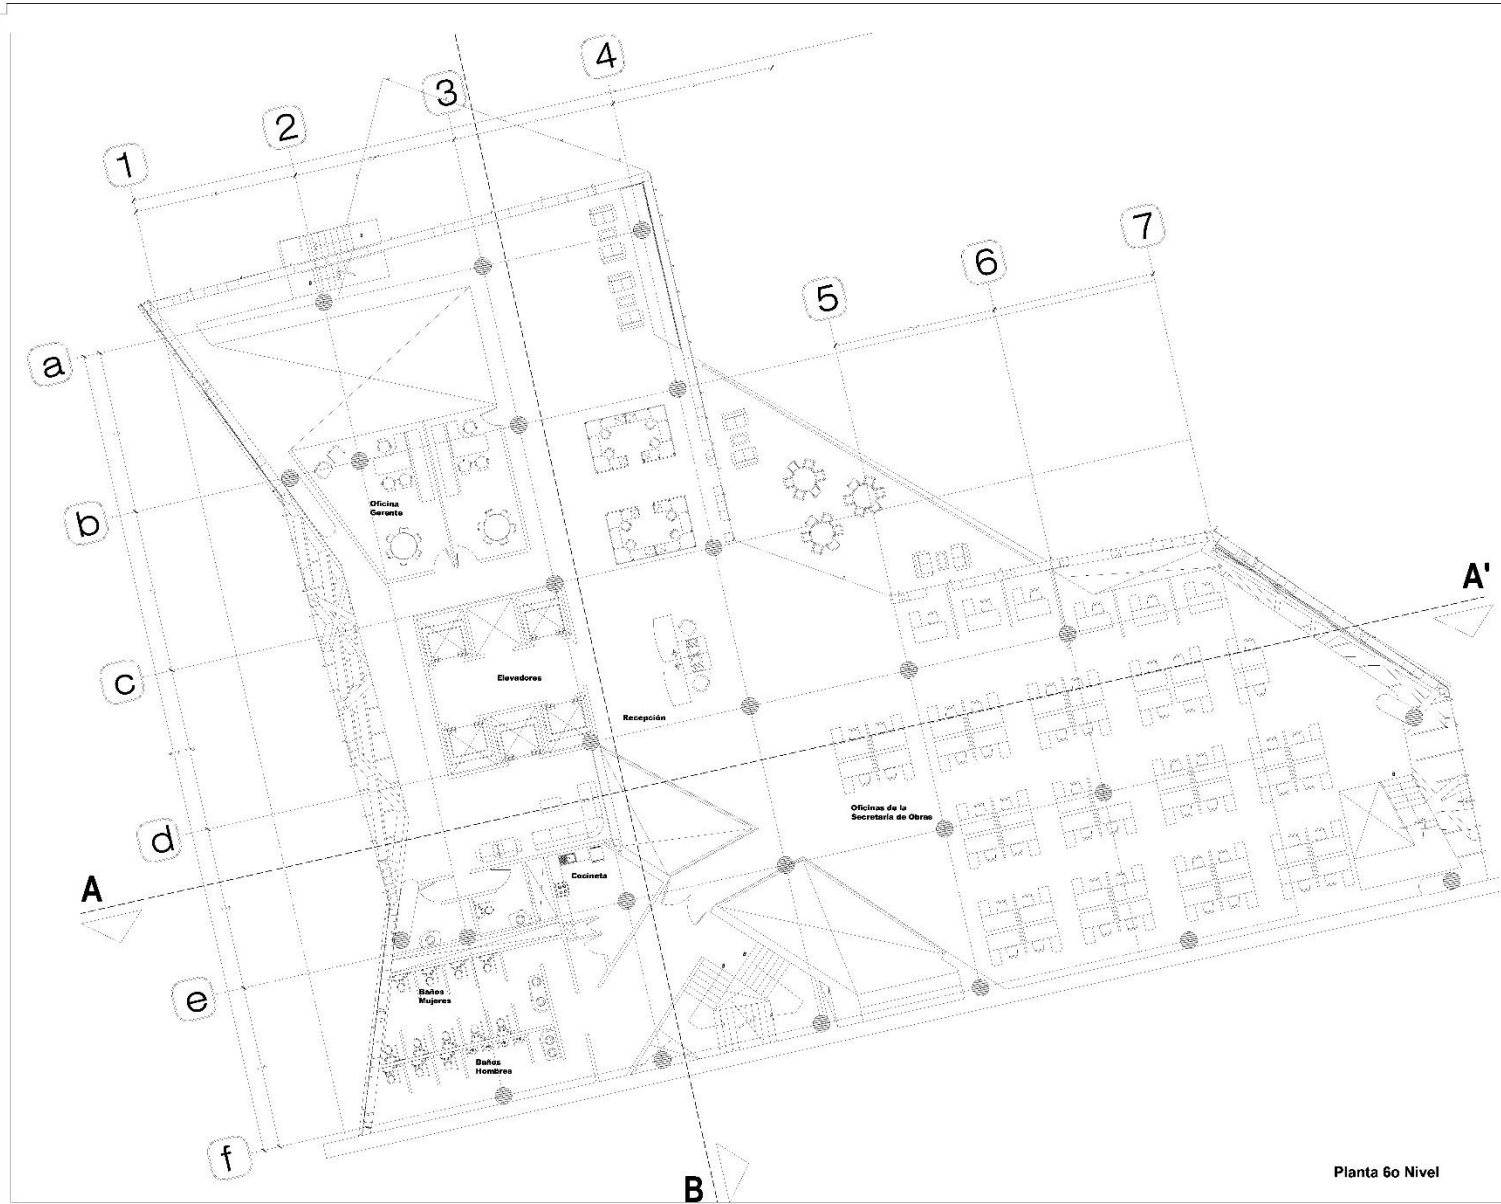 4
3
2
1
7
6
5
a
b
c
d
e
f
Oficina
Gerente
A'
Elevadores
Recepción
Oficinas de la
Secretaría de Obras
A
Cocineta
Baños
Mujeres
Baños
Hombres
B
Planta 6o Nivel